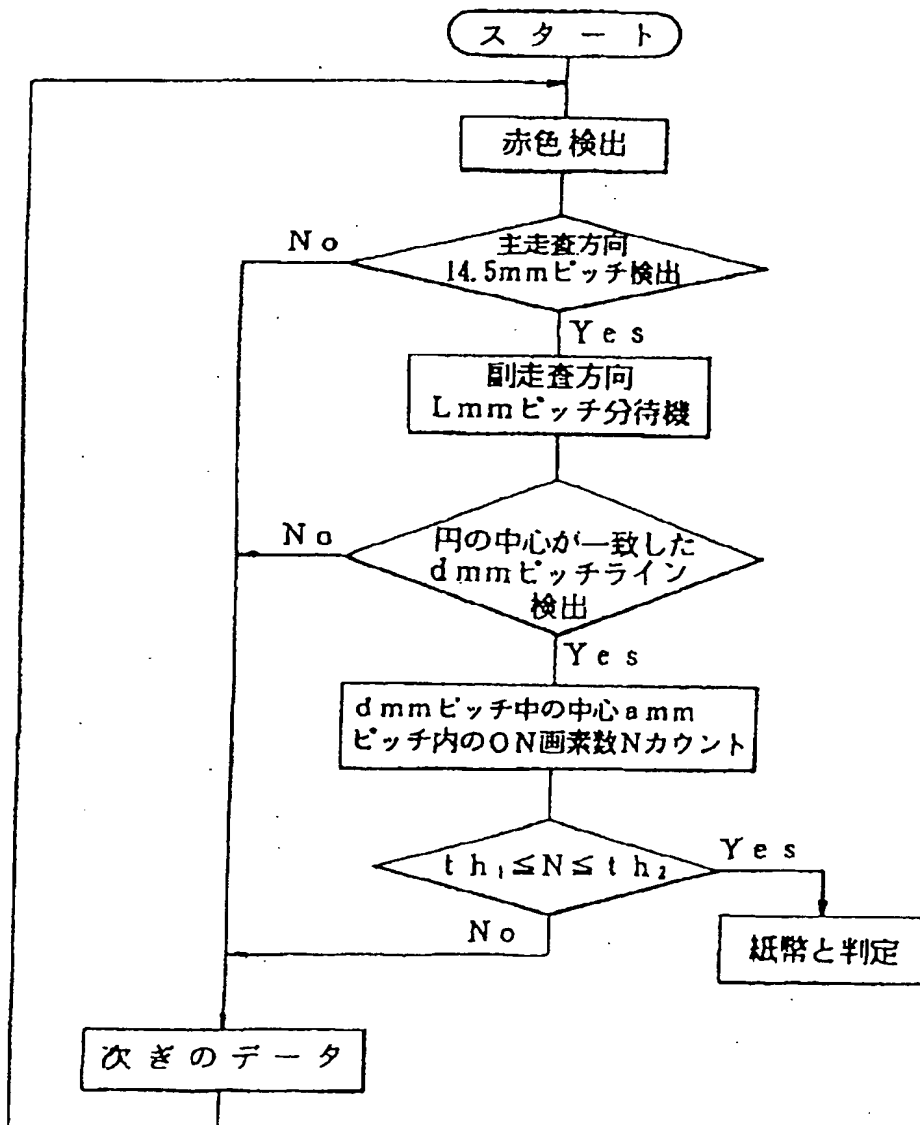 スタート
赤色検出
No
主走査方向
14.5mmピッチ検出
Yes
副走査方向
Lmmピッチ分待機
No
円の中心が一致した
dmmピッチライン
検出
Yes
dmmピッチ中の中心amm
ピッチ内のON画素数Nカウント
th₁≦N≦th₂
Yes
No
紙幣と判定
次ぎのデータ